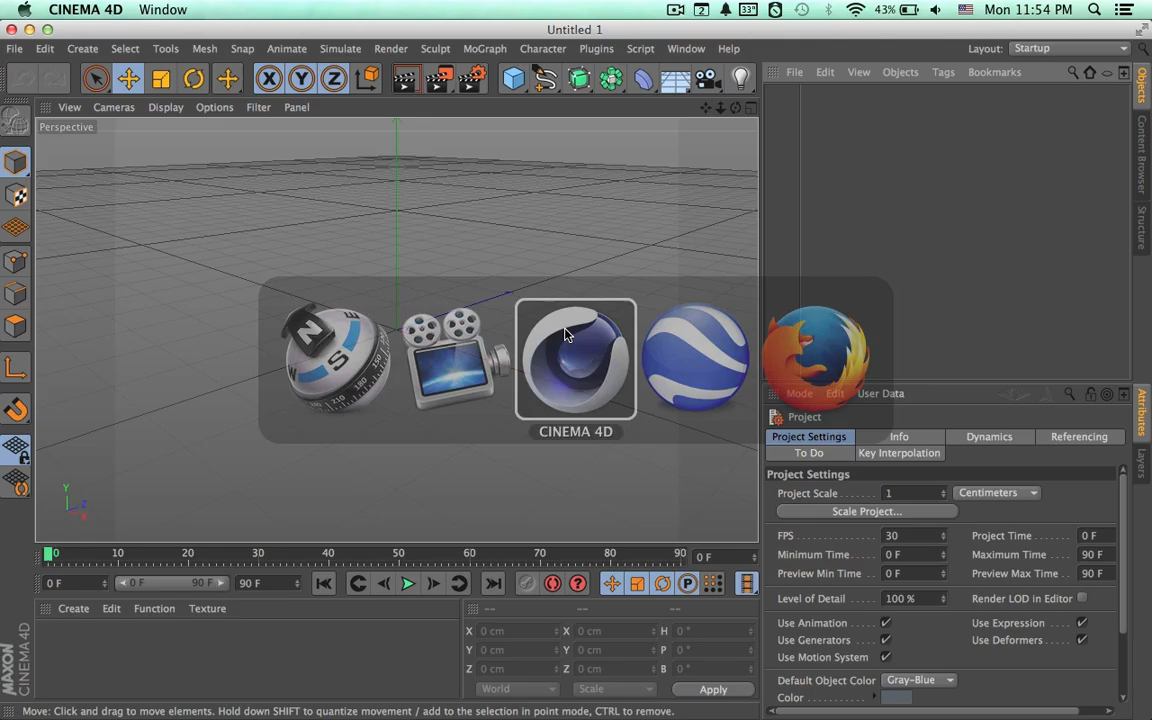 CINEMA 4D Window
2 33° 43% Mon 11:54 PM
Untitled 1
File Edit Create Select Tools Mesh Snap Animate Simulate Render Sculpt MoGraph Character Plugins Script Window Help
Layout: Startup
X Y Z
File Edit View Objects Tags Bookmarks
View Cameras Display Options Filter Panel
Perspective
Objects
Content Browser
Structure
N
S
E
150
CINEMA 4D
Y
Z
X
Mode Edit User Data
Project
Project Settings Info Dynamics Referencing
To Do Key Interpolation
Attributes
Layers
Project Settings
Project Scale 1 Centimeters
Scale Project...
FPS 30 Project Time 0 F
Minimum Time 0 F Maximum Time 90 F
Preview Min Time 0 F Preview Max Time 90 F
Level of Detail 100 % Render LOD in Editor
Use Animation Use Expression
Use Generators Use Deformers
Use Motion System
Default Object Color Gray-Blue
Color
0 10 20 30 40 50 60 70 80 90 0 F
0 F 0 F 90 F 90 F
P
Create Edit Function Texture
-- -- --
X 0 cm X 0 cm H 0 °
Y 0 cm Y 0 cm P 0 °
Z 0 cm Z 0 cm B 0 °
World Scale Apply
MAXON
CINEMA 4D
Move: Click and drag to move elements. Hold down SHIFT to quantize movement / add to the selection in point mode, CTRL to remove.